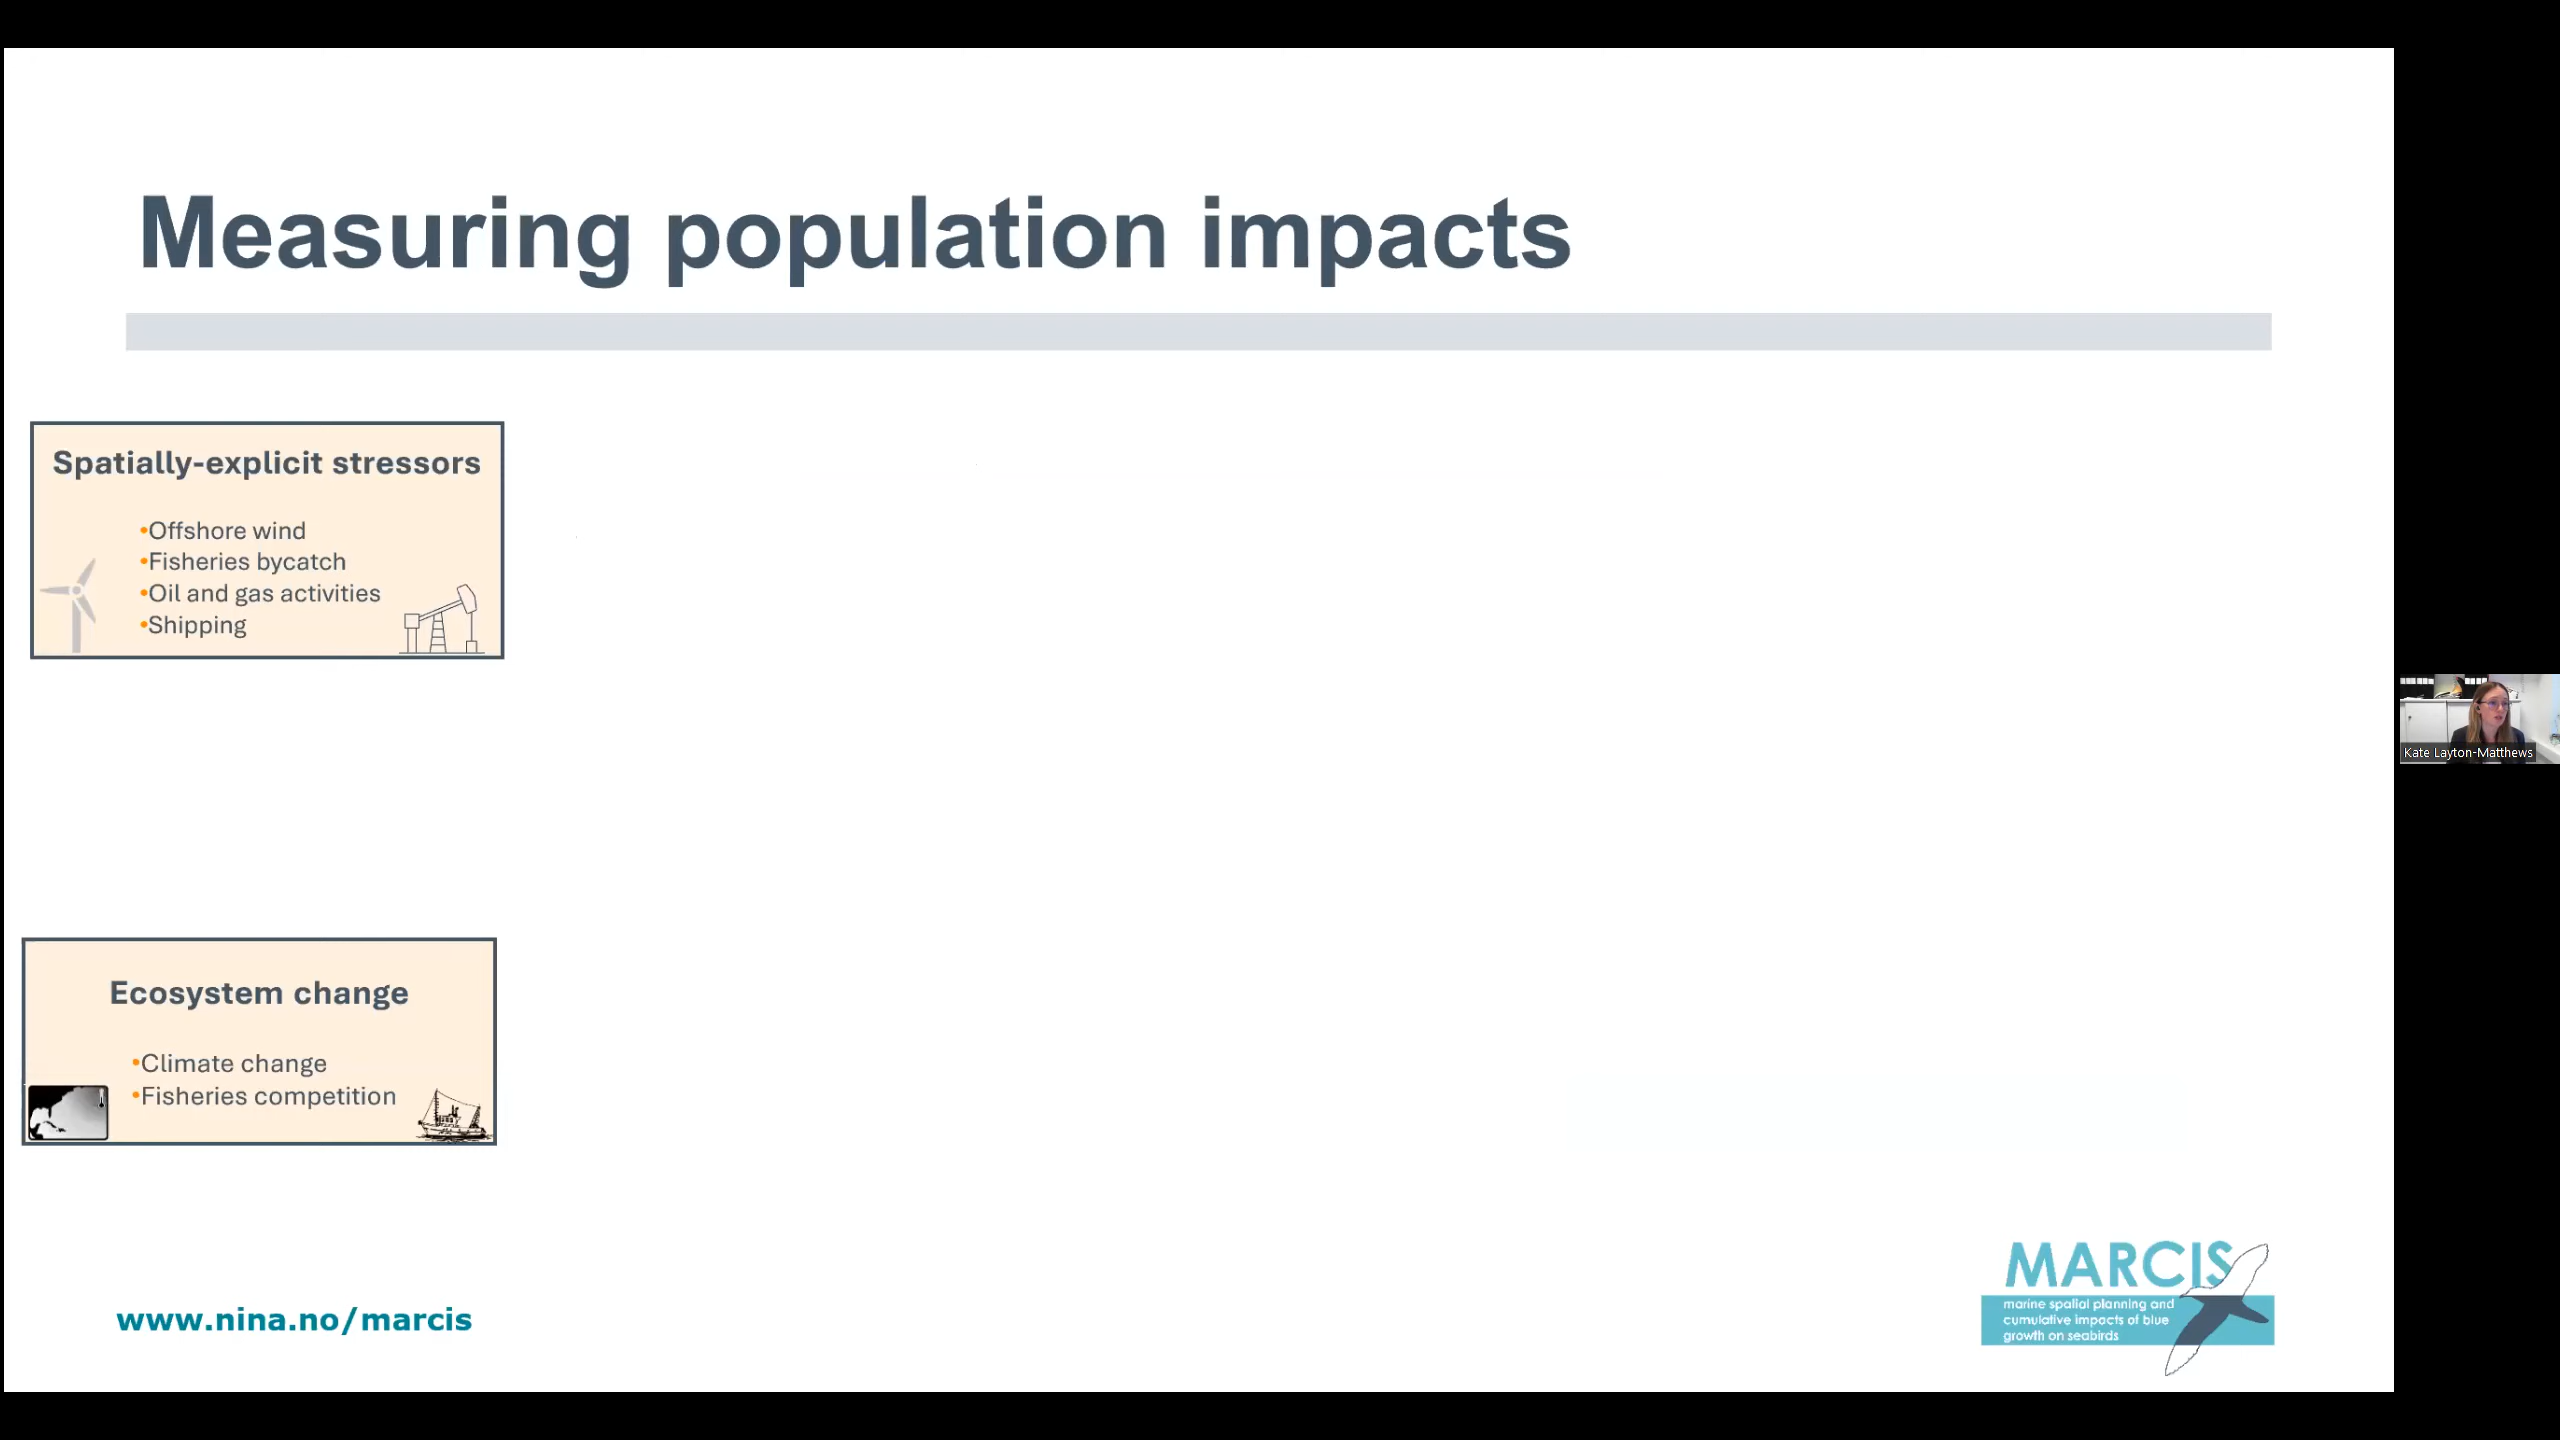 Measuring population impacts
Spatially-explicit stressors
•Offshore wind
•Fisheries bycatch
•Oil and gas activities
•Shipping
Kate Layton-Matthews
Ecosystem change
•Climate change
•Fisheries competition
www.nina.no/marcis
MARCIS
marine spatial planning and
cumulative impacts of blue
growth on seabirds